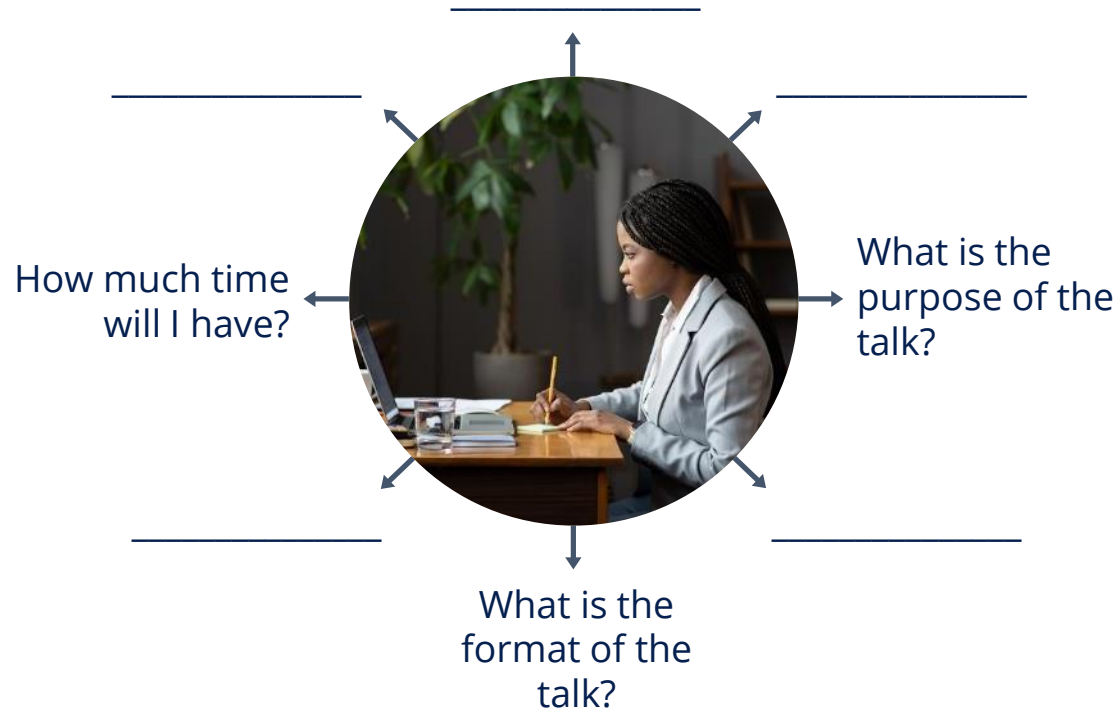 How much time
will I have?
What is the
purpose of the
talk?
What is the
format of the
talk?